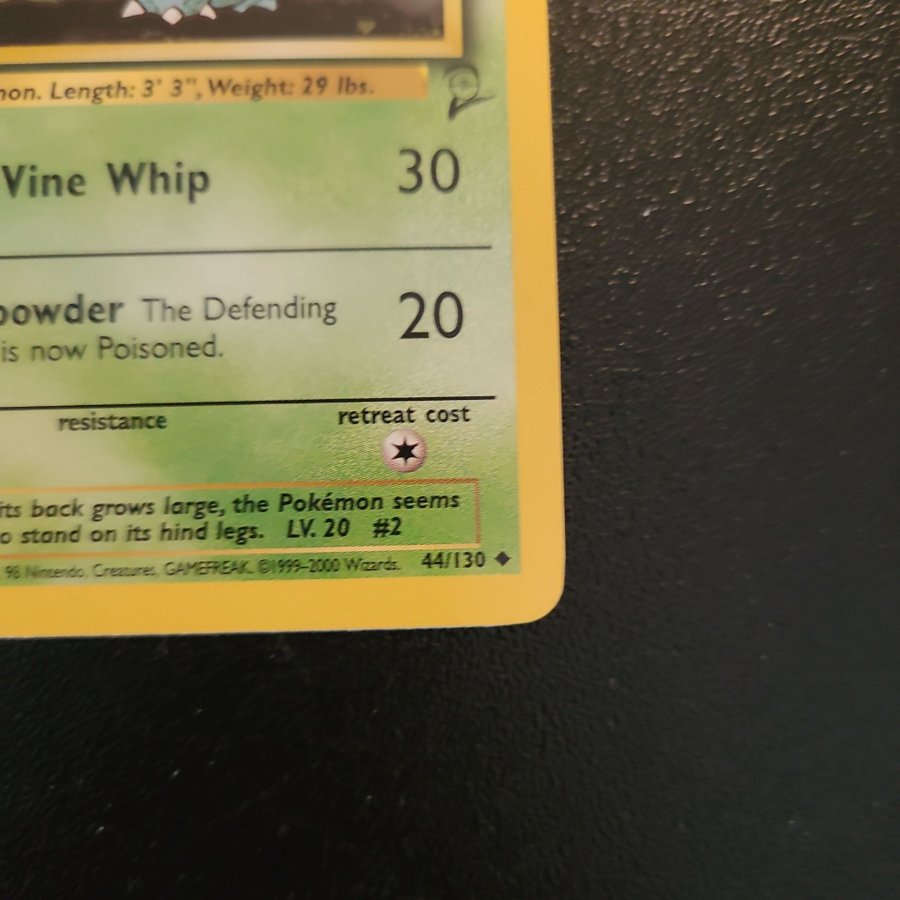 mon. Length: 3' 3", Weight: 29 lbs.
Vine Whip 30
powder The Defending 20
is now Poisoned.
resistance retreat cost
its back grows large, the Pokémon seems
o stand on its hind legs. LV. 20 #2
98 Nintendo, Creatures, GAMEFREAK. ©1999-2000 Wizards. 44/130